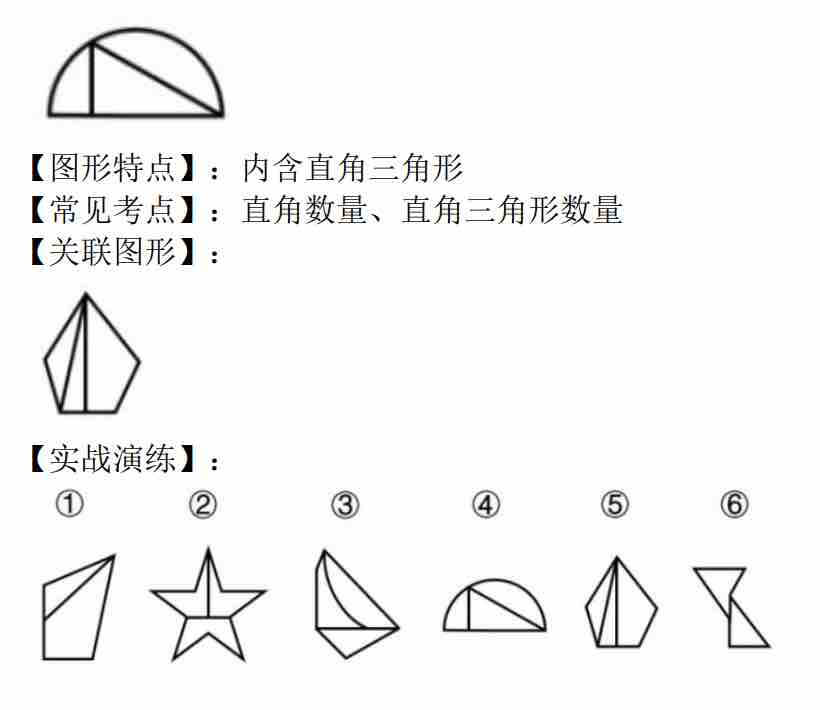 【图形特点】：内含直角三角形
【常见考点】：直角数量、直角三角形数量
【关联图形】：
【实战演练】：
① ② ③ ④ ⑤ ⑥